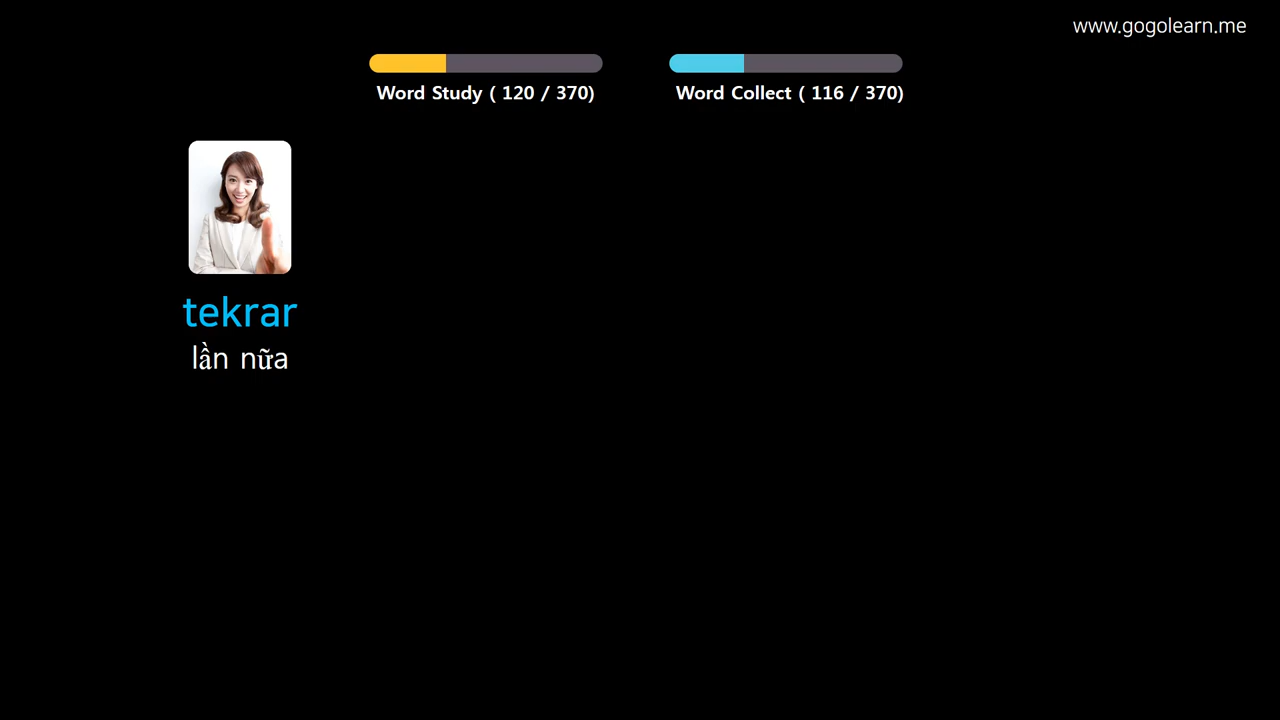 www.gogolearn.me
Word Study ( 120 / 370)
Word Collect ( 116 / 370)
tekrar
lần nữa